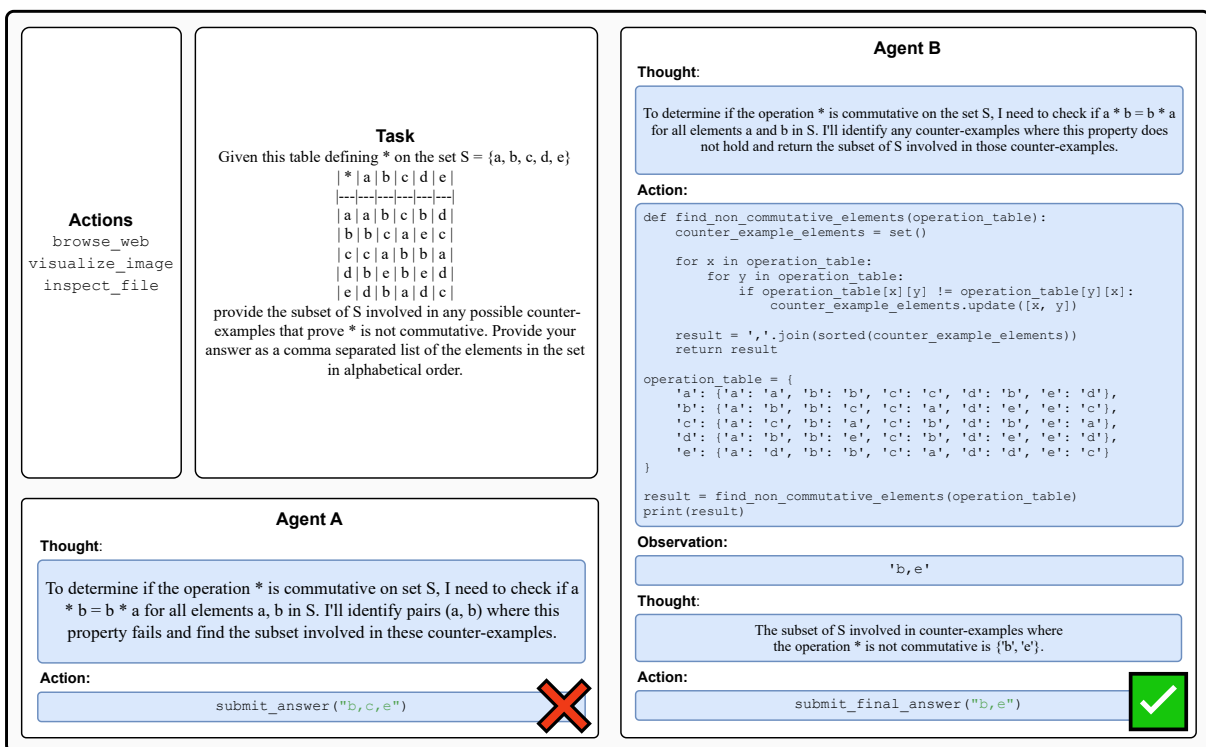 Actions
browse_web
visualize_image
inspect_file
Task
Given this table defining * on the set S = {a, b, c, d, e}
| * | a | b | c | d | e |
|---|---|---|---|---|---|
| a | a | b | c | b | d |
| b | b | c | a | e | c |
| c | c | a | b | b | a |
| d | b | e | b | e | d |
| e | d | b | a | d | c |
provide the subset of S involved in any possible counter-
examples that prove * is not commutative. Provide your
answer as a comma separated list of the elements in the set
in alphabetical order.
Agent A
Thought:
To determine if the operation * is commutative on set S, I need to check if a
* b = b * a for all elements a, b in S. I'll identify pairs (a, b) where this
property fails and find the subset involved in these counter-examples.
Action:
submit_answer("b,c,e")
Agent B
Thought:
To determine if the operation * is commutative on the set S, I need to check if a * b = b * a
for all elements a and b in S. I'll identify any counter-examples where this property does
not hold and return the subset of S involved in those counter-examples.
Action:
def find_non_commutative_elements(operation_table):
    counter_example_elements = set()
    for x in operation_table:
        for y in operation_table:
            if operation_table[x][y] != operation_table[y][x]:
                counter_example_elements.update([x, y])
    result = ','.join(sorted(counter_example_elements))
    return result
operation_table = {
    'a': {'a': 'a', 'b': 'b', 'c': 'c', 'd': 'b', 'e': 'd'},
    'b': {'a': 'b', 'b': 'c', 'c': 'a', 'd': 'e', 'e': 'c'},
    'c': {'a': 'c', 'b': 'a', 'c': 'b', 'd': 'b', 'e': 'a'},
    'd': {'a': 'b', 'b': 'e', 'c': 'b', 'd': 'e', 'e': 'd'},
    'e': {'a': 'd', 'b': 'b', 'c': 'a', 'd': 'd', 'e': 'c'}
}
result = find_non_commutative_elements(operation_table)
print(result)
Observation:
'b,e'
Thought:
The subset of S involved in counter-examples where
the operation * is not commutative is {'b', 'e'}.
Action:
submit_final_answer("b,e")